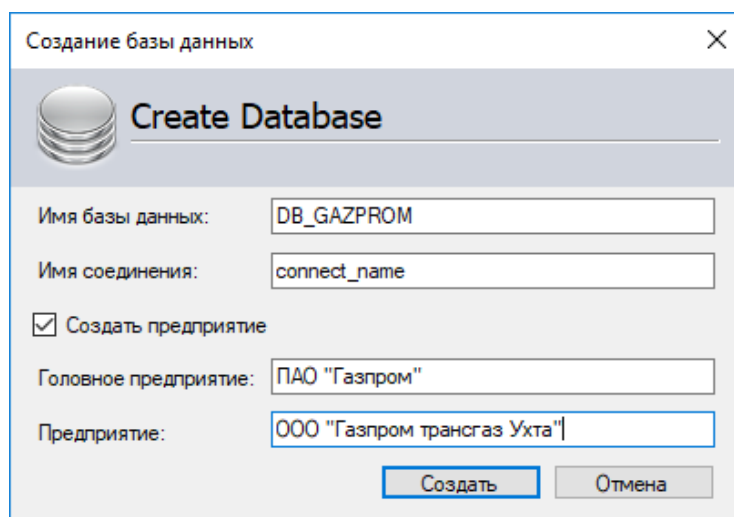 Создание базы данных
Create Database
Имя базы данных: DB_GAZPROM
Имя соединения: connect_name
Создать предприятие
Головное предприятие: ПАО "Газпром"
Предприятие: ООО "Газпром трансгаз Ухта"
Создать Отмена